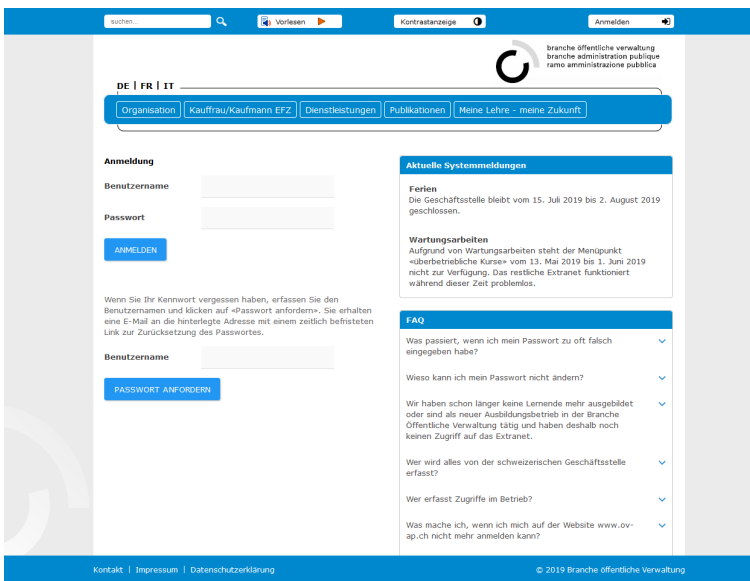 suchen...
Vorlesen
Kontrastanzeige
Anmelden
branche öffentliche verwaltung
branche administration publique
ramo amministrazione pubblica
DE | FR | IT
Organisation
Kauffrau/Kaufmann EFZ
Dienstleistungen
Publikationen
Meine Lehre - meine Zukunft
Anmeldung
Benutzername
Passwort
ANMELDEN
Wenn Sie Ihr Kennwort vergessen haben, erfassen Sie den
Benutzernamen und klicken auf «Passwort anfordern». Sie erhalten
eine E-Mail an die hinterlegte Adresse mit einem zeitlich befristeten
Link zur Zurücksetzung des Passwortes.
Benutzername
PASSWORT ANFORDERN
Aktuelle Systemmeldungen
Ferien
Die Geschäftsstelle bleibt vom 15. Juli 2019 bis 2. August 2019
geschlossen.
Wartungsarbeiten
Aufgrund von Wartungsarbeiten steht der Menüpunkt
«überbetriebliche Kurse» vom 13. Mai 2019 bis 1. Juni 2019
nicht zur Verfügung. Das restliche Extranet funktioniert
während dieser Zeit problemlos.
FAQ
Was passiert, wenn ich mein Passwort zu oft falsch
eingegeben habe?
Wieso kann ich mein Passwort nicht ändern?
Wir haben schon länger keine Lernende mehr ausgebildet
oder sind als neuer Ausbildungsbetrieb in der Branche
Öffentliche Verwaltung tätig und haben deshalb noch
keinen Zugriff auf das Extranet.
Wer wird alles von der schweizerischen Geschäftsstelle
erfasst?
Wer erfasst Zugriffe im Betrieb?
Was mache ich, wenn ich mich auf der Website www.ov-
ap.ch nicht mehr anmelden kann?
Kontakt | Impressum | Datenschutzerklärung
© 2019 Branche öffentliche Verwaltung